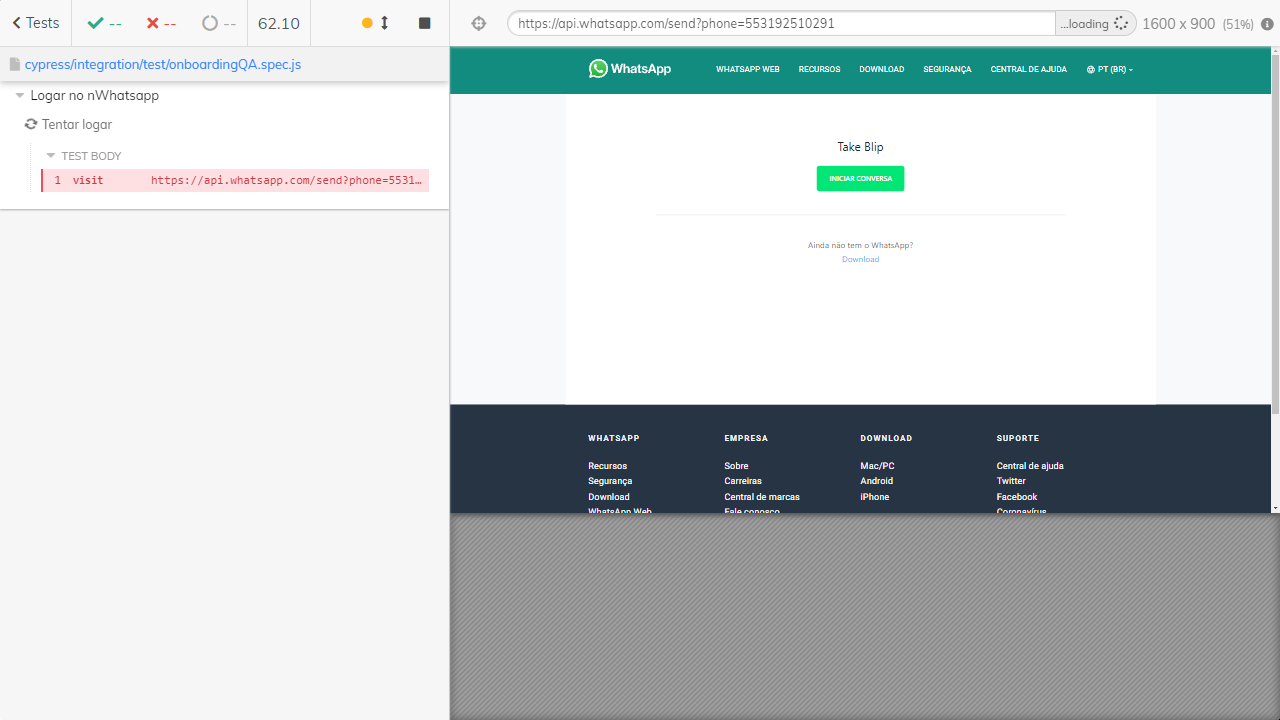 Tests
--
--
--
62.10
https://api.whatsapp.com/send?phone=553192510291
...loading
1600 x 900 (51%)
cypress/integration/test/onboardingQA.spec.js
Logar no nWhatsapp
Tentar logar
TEST BODY
1 visit https://api.whatsapp.com/send?phone=5531…
WhatsApp
WHATSAPP WEB RECURSOS DOWNLOAD SEGURANÇA CENTRAL DE AJUDA PT (BR)
Take Blip
INICIAR CONVERSA
Ainda não tem o WhatsApp?
Download
WHATSAPP EMPRESA DOWNLOAD SUPORTE
Recursos Sobre Mac/PC Central de ajuda
Segurança Carreiras Android Twitter
Download Central de marcas iPhone Facebook
WhatsApp Web Fale conosco Coronavírus